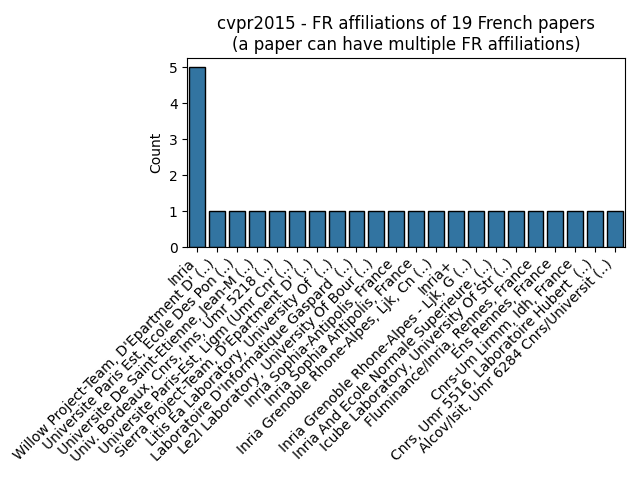 cvpr2015 - FR affiliations of 19 French papers
(a paper can have multiple FR affiliations)
Count
5
4
3
2
1
0
Inria
Willow Project-Team, D'Epartment D' (..)
Universite Paris Est, Ecole Des Pon (..)
Universite De Saint-Etienne, Jean-M (..)
Univ. Bordeaux, Cnrs, Ims, Umr 5218 (..)
Universite Paris-Est, Ligm (Umr Cnr (..)
Sierra Project-Team, D'Epartment D' (..)
Litis Ea Laboratory, University Of (..)
Laboratoire D'Informatique Gaspard (..)
Le2I Laboratory, University Of Bour (..)
Inria Sophia-Antipolis, France
Inria Sophia Antipolis, France
Inria Grenoble Rhone-Alpes, Ljk, Cn (..)
Inria+
Inria Grenoble Rhone-Alpes - Ljk, G (..)
Inria And Ecole Normale Superieure, (..)
Icube Laboratory, University Of Str (..)
Fluminance/Inria, Rennes, France
Ens Rennes, France
Cnrs-Um Lirmm, Idh, France
Cnrs, Umr 5516, Laboratoire Hubert (..)
Alcov/Isit, Umr 6284 Cnrs/Universit (..)